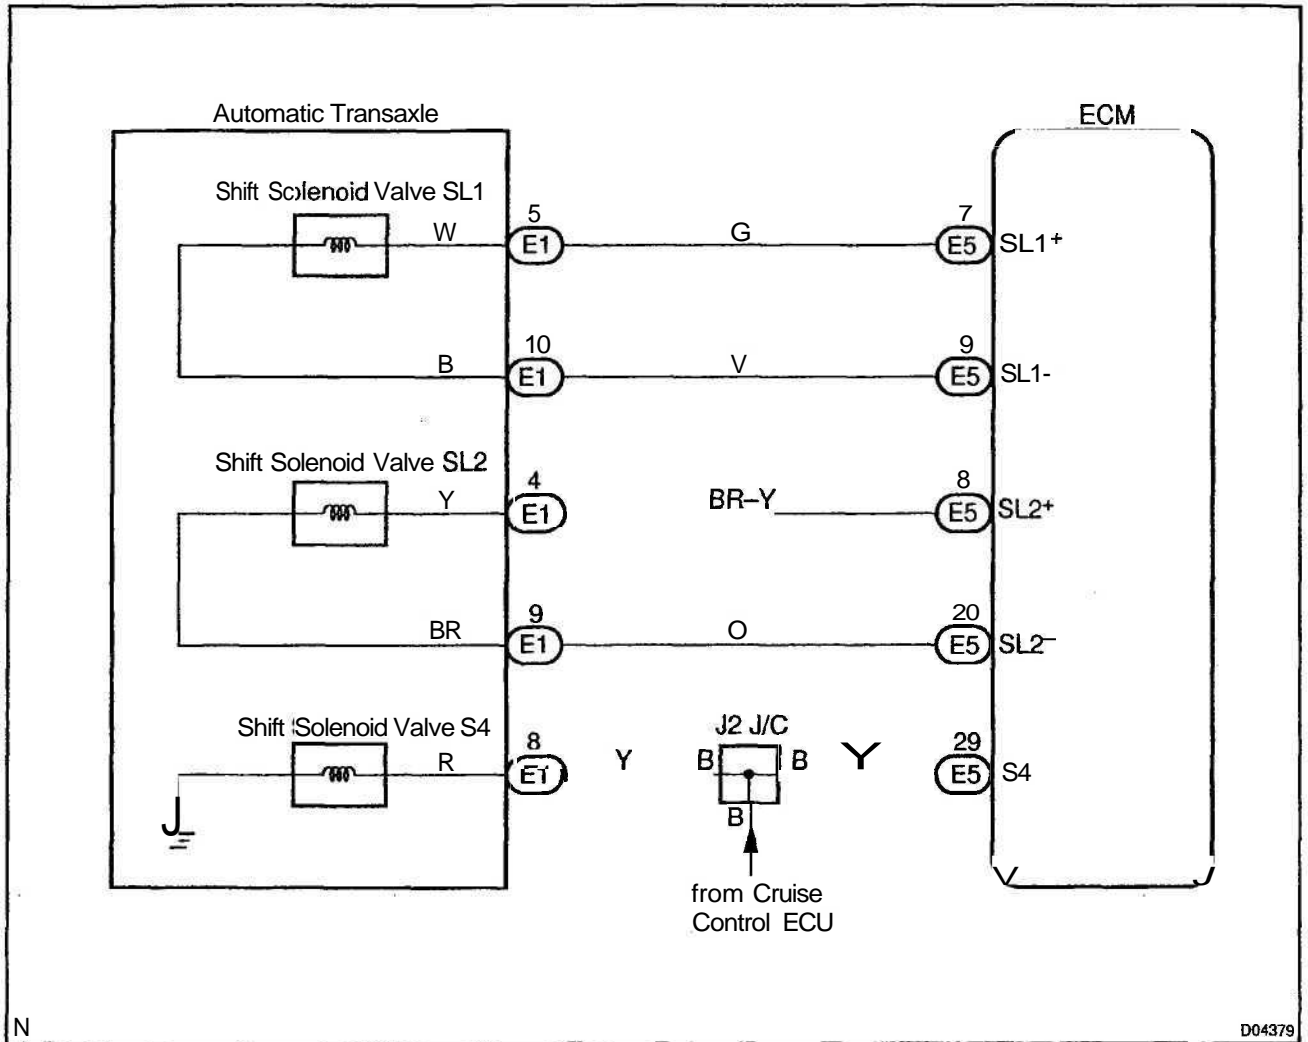 Automatic Transaxle
ECM
Shift Solenoid Valve SL1
W
5
E1
G
7
E5
SL1+
B
10
E1
V
9
E5
SL1-
Shift Solenoid Valve SL2
Y
4
E1
BR–Y
8
E5
SL2+
BR
9
E1
O
20
E5
SL2-
Shift Solenoid Valve S4
R
8
E1
Y
J2 J/C
B
B
B
Y
29
E5
S4
from Cruise
Control ECU
N
D04379